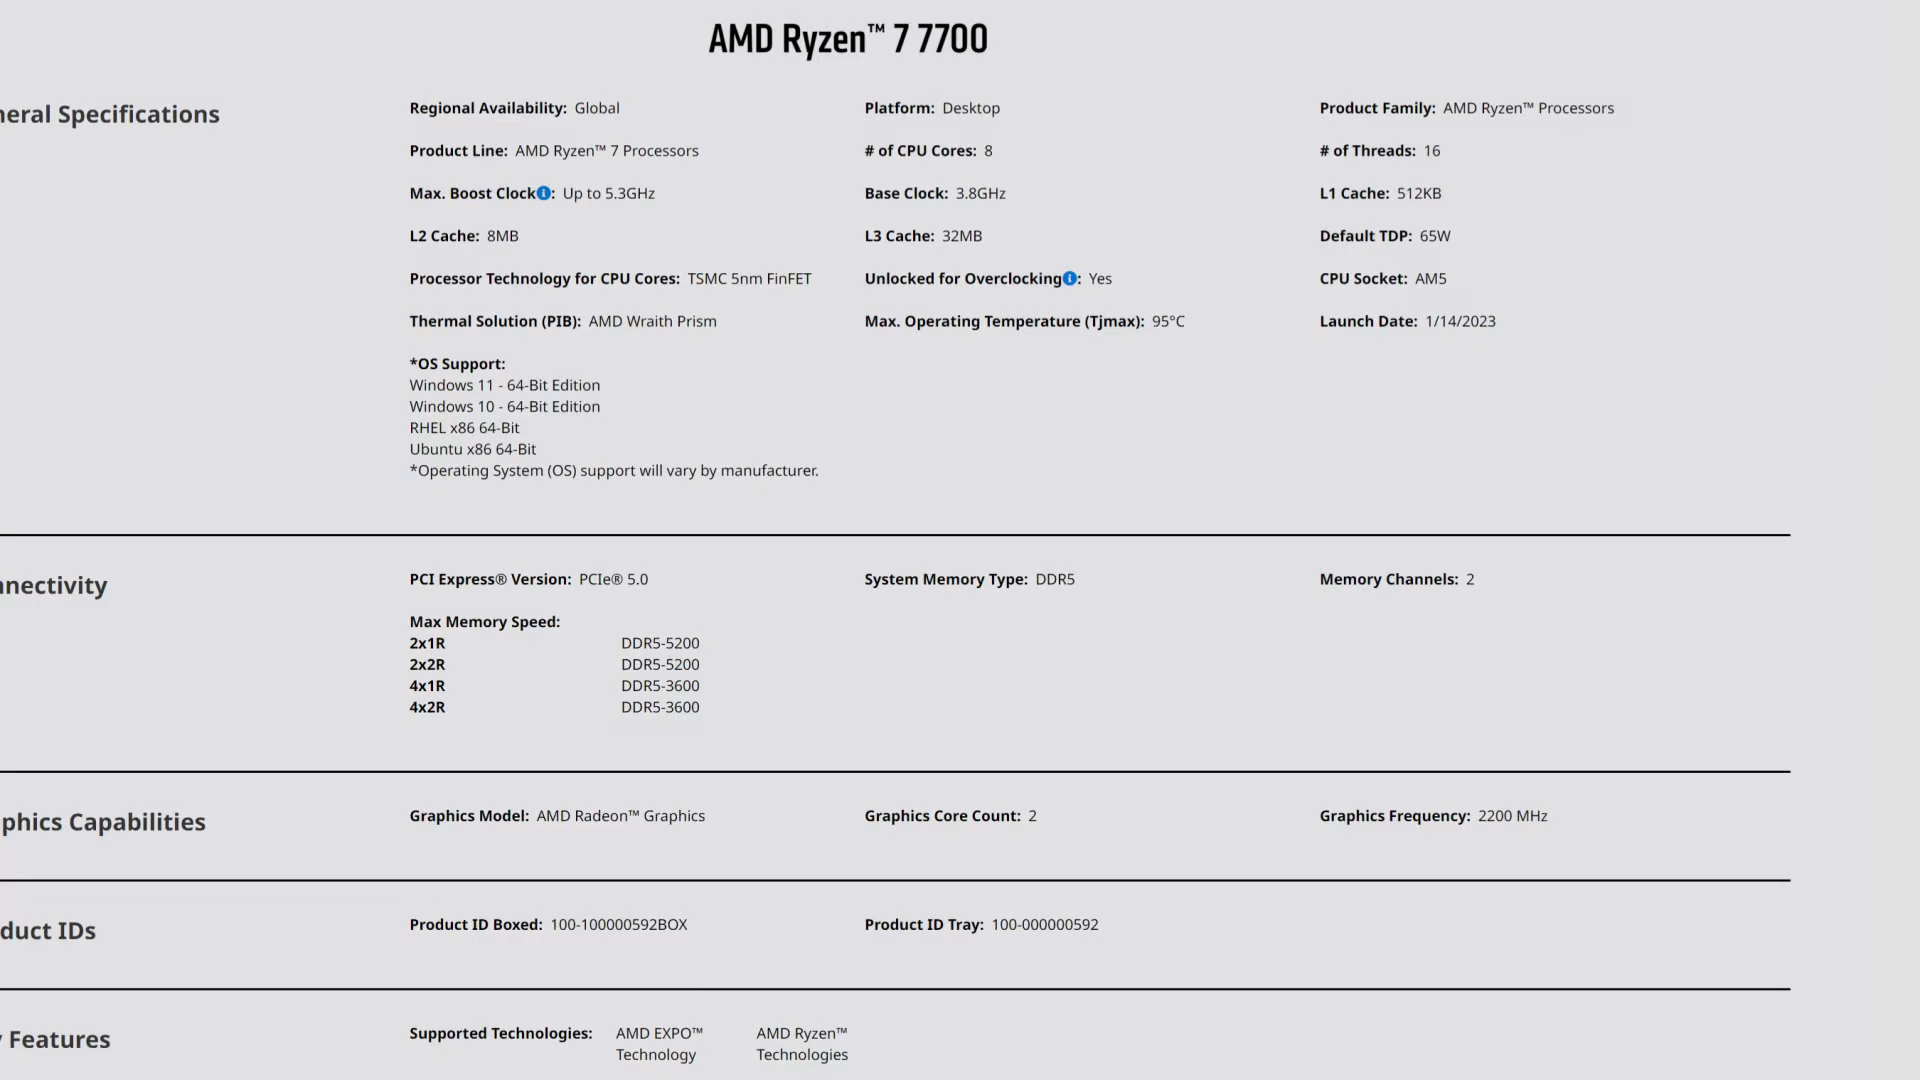 AMD Ryzen™ 7 7700
neral Specifications
Regional Availability: Global
Platform: Desktop
Product Family: AMD Ryzen™ Processors
Product Line: AMD Ryzen™ 7 Processors
# of CPU Cores: 8
# of Threads: 16
Max. Boost Clock: Up to 5.3GHz
Base Clock: 3.8GHz
L1 Cache: 512KB
L2 Cache: 8MB
L3 Cache: 32MB
Default TDP: 65W
Processor Technology for CPU Cores: TSMC 5nm FinFET
Unlocked for Overclocking: Yes
CPU Socket: AM5
Thermal Solution (PIB): AMD Wraith Prism
Max. Operating Temperature (Tjmax): 95°C
Launch Date: 1/14/2023
*OS Support:
Windows 11 - 64-Bit Edition
Windows 10 - 64-Bit Edition
RHEL x86 64-Bit
Ubuntu x86 64-Bit
*Operating System (OS) support will vary by manufacturer.
nnectivity
PCI Express® Version: PCIe® 5.0
System Memory Type: DDR5
Memory Channels: 2
Max Memory Speed:
2x1R DDR5-5200
2x2R DDR5-5200
4x1R DDR5-3600
4x2R DDR5-3600
phics Capabilities
Graphics Model: AMD Radeon™ Graphics
Graphics Core Count: 2
Graphics Frequency: 2200 MHz
duct IDs
Product ID Boxed: 100-100000592BOX
Product ID Tray: 100-000000592
y Features
Supported Technologies:
AMD EXPO™
Technology
AMD Ryzen™
Technologies